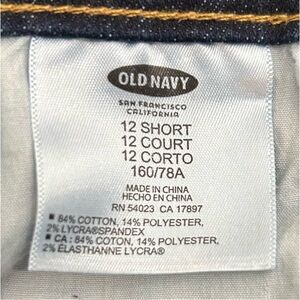 OLD NAVY
SAN FRANCISCO
CALIFORNIA
12 SHORT
12 COURT
12 CORTO
160/78A
MADE IN CHINA
HECHO EN CHINA
RN 54023 CA 17897
▪ 84% COTTON, 14% POLYESTER,
2% LYCRA®SPANDEX
▪ CA : 84% COTON, 14% POLYESTER,
2% ÉLASTHANNE LYCRA®